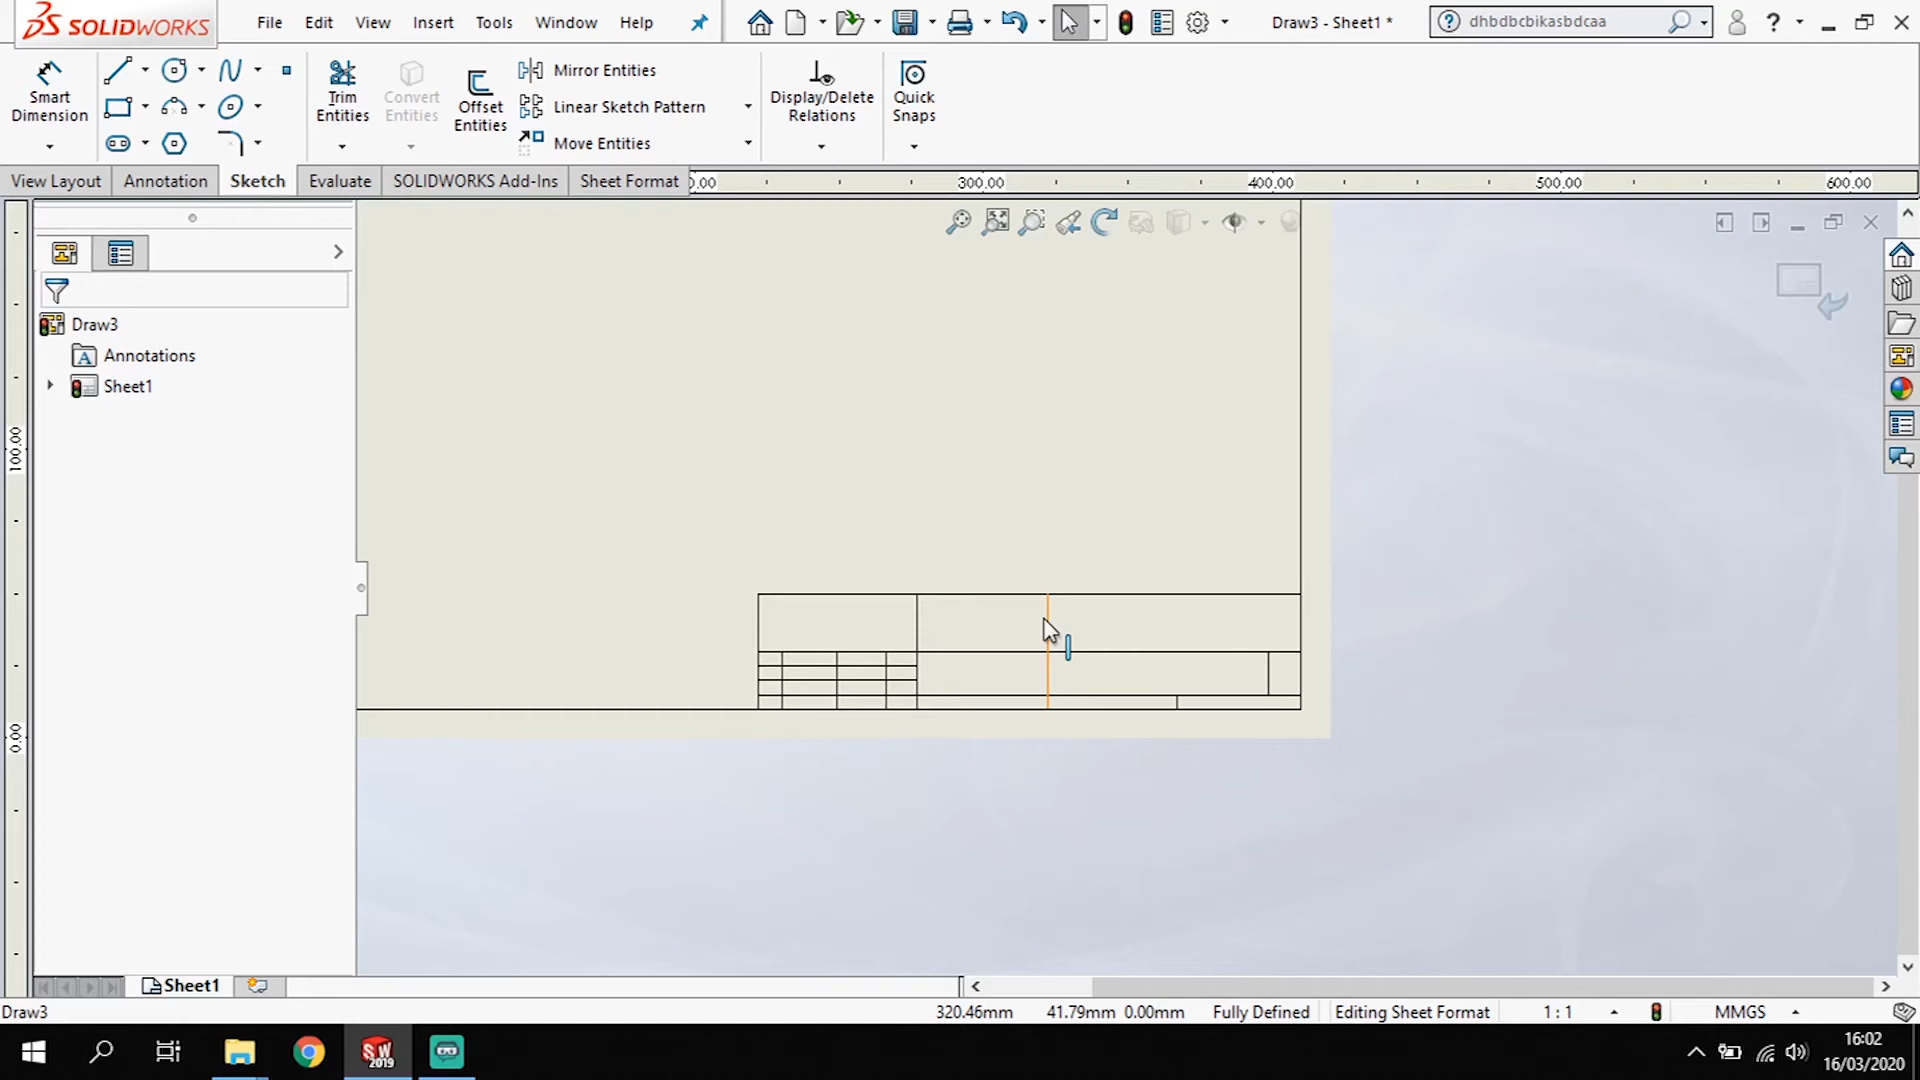 SOLIDWORKS
File Edit View Insert Tools Window Help
Draw3 - Sheet1 *
dhbdbcbikasbdcaa
Smart Dimension
Trim Entities
Convert Entities
Offset Entities
Mirror Entities
Linear Sketch Pattern
Move Entities
Display/Delete Relations
Quick Snaps
View Layout Annotation Sketch Evaluate SOLIDWORKS Add-Ins Sheet Format
0.00 300.00 400.00 500.00 600.00
Draw3
Annotations
Sheet1
100.00
0.00
Sheet1
Draw3
320.46mm 41.79mm 0.00mm Fully Defined Editing Sheet Format 1 : 1 MMGS
SW 2019
16:02
16/03/2020